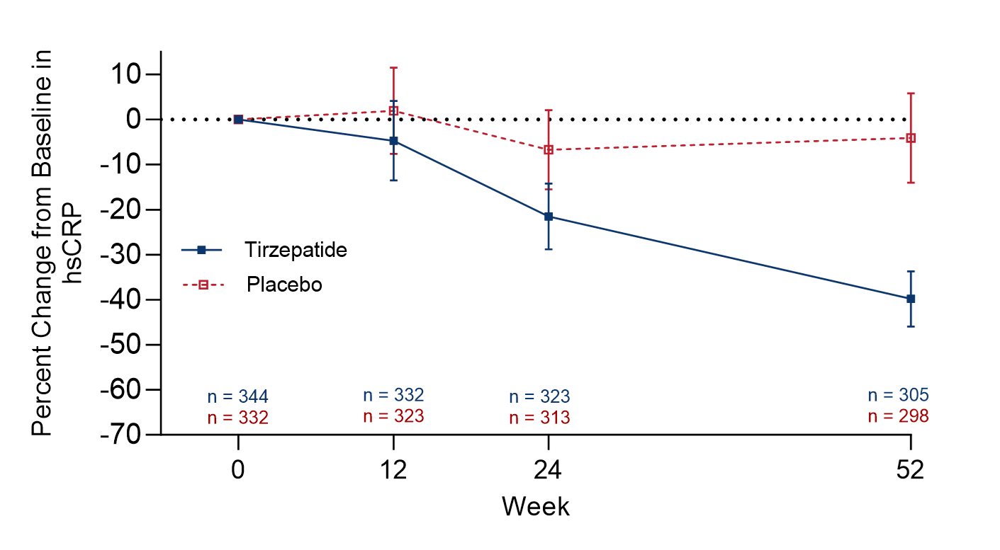 Percent Change from Baseline in
hsCRP
10
0
-10
-20
-30
-40
-50
-60
-70
Tirzepatide
Placebo
n = 344
n = 332
n = 332
n = 323
n = 323
n = 313
n = 305
n = 298
0
12
24
52
Week